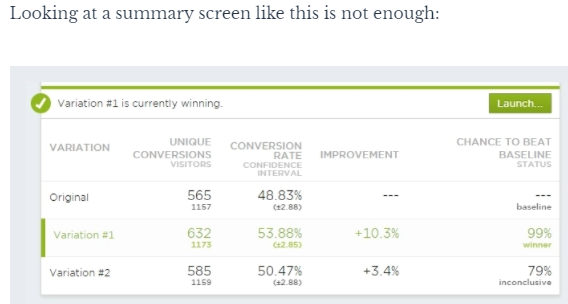 Looking at a summary screen like this is not enough:
Variation #1 is currently winning.
Launch...
VARIATION UNIQUE CONVERSIONS VISITORS CONVERSION RATE CONFIDENCE INTERVAL IMPROVEMENT CHANCE TO BEAT BASELINE STATUS
Original 565 48.83% --- ---
1157 (±2.88) baseline
Variation #1 632 53.88% +10.3% 99%
1173 (±2.85) winner
Variation #2 585 50.47% +3.4% 79%
1159 (±2.88) inconclusive